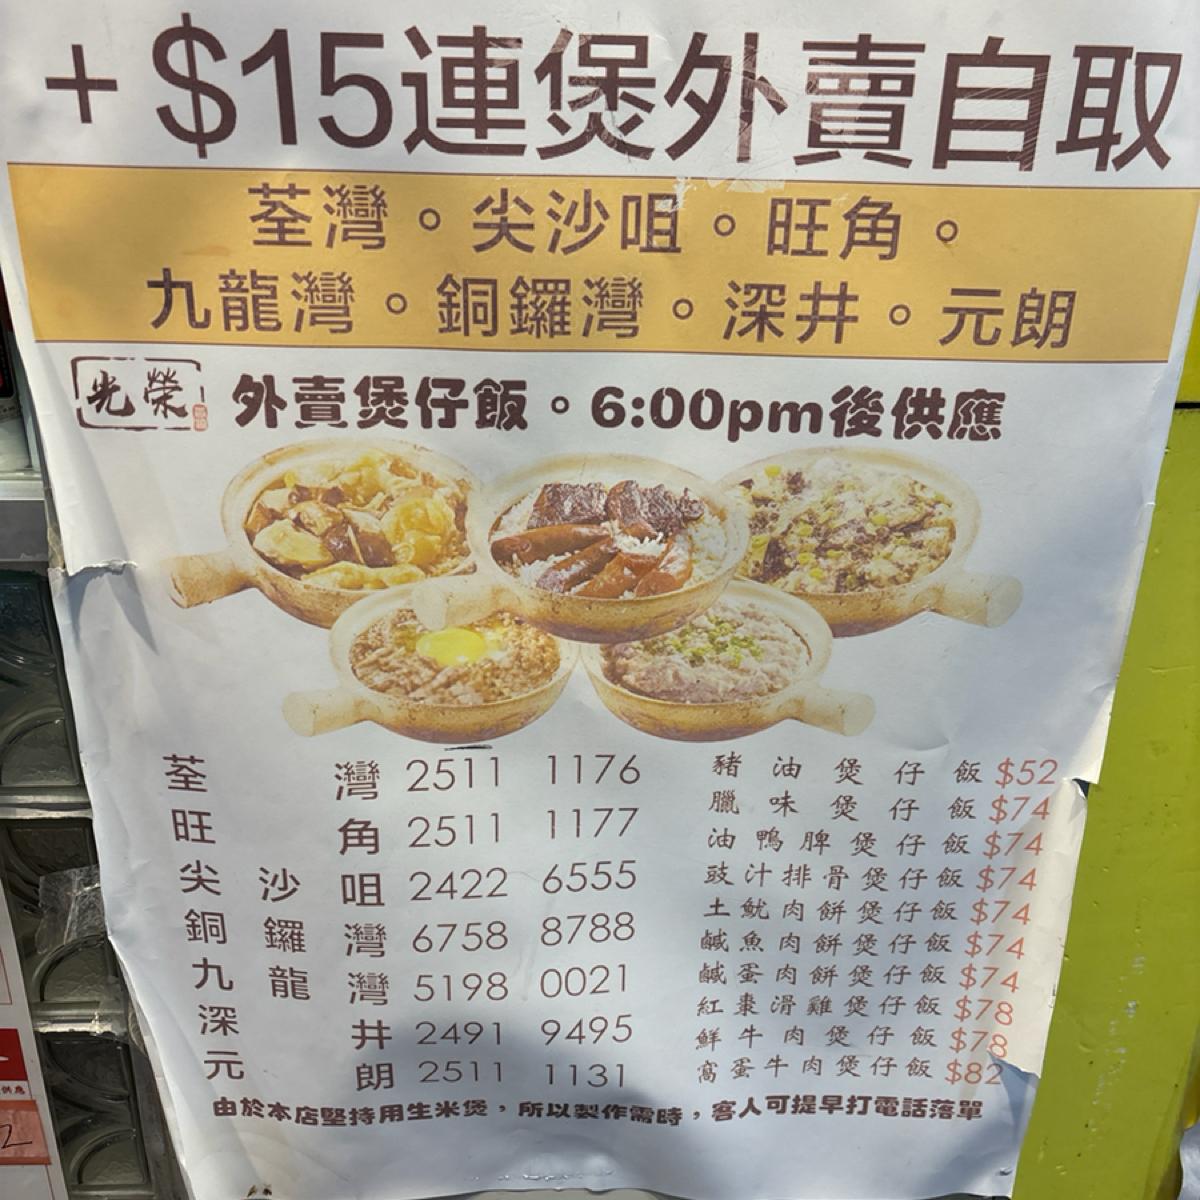 + $15連煲外賣自取
荃灣。尖沙咀。旺角。
九龍灣。銅鑼灣。深井。元朗
光榮
外賣煲仔飯。6:00pm後供應
荃灣 2511 1176
旺角 2511 1177
尖沙咀 2422 6555
銅鑼灣 6758 8788
九龍灣 5198 0021
深井 2491 9495
元朗 2511 1131
豬油煲仔飯 $52
臘味煲仔飯 $74
油鴨脾煲仔飯 $74
豉汁排骨煲仔飯 $74
土魷肉餅煲仔飯 $74
鹹魚肉餅煲仔飯 $74
鹹蛋肉餅煲仔飯 $74
紅棗滑雞煲仔飯 $78
鮮牛肉煲仔飯 $78
窩蛋牛肉煲仔飯 $82
由於本店堅持用生米煲，所以製作需時，客人可提早打電話落單
供應
2